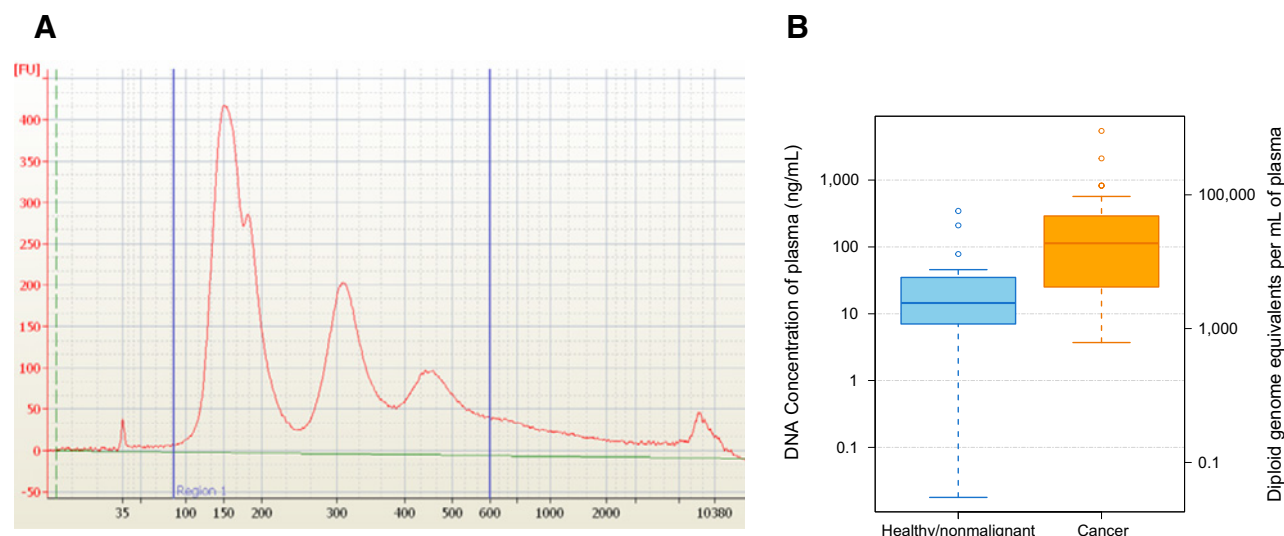 A
B
[FU]
400
350
300
250
200
150
100
50
0
-50
Region 1
35 100 150 200 300 400 500 600 1000 2000 10380
DNA Concentration of plasma (ng/mL)
1,000
100
10
1
0.1
100,000
1,000
0.1
Diploid genome equivalents per mL of plasma
Healthy/nonmalignant Cancer